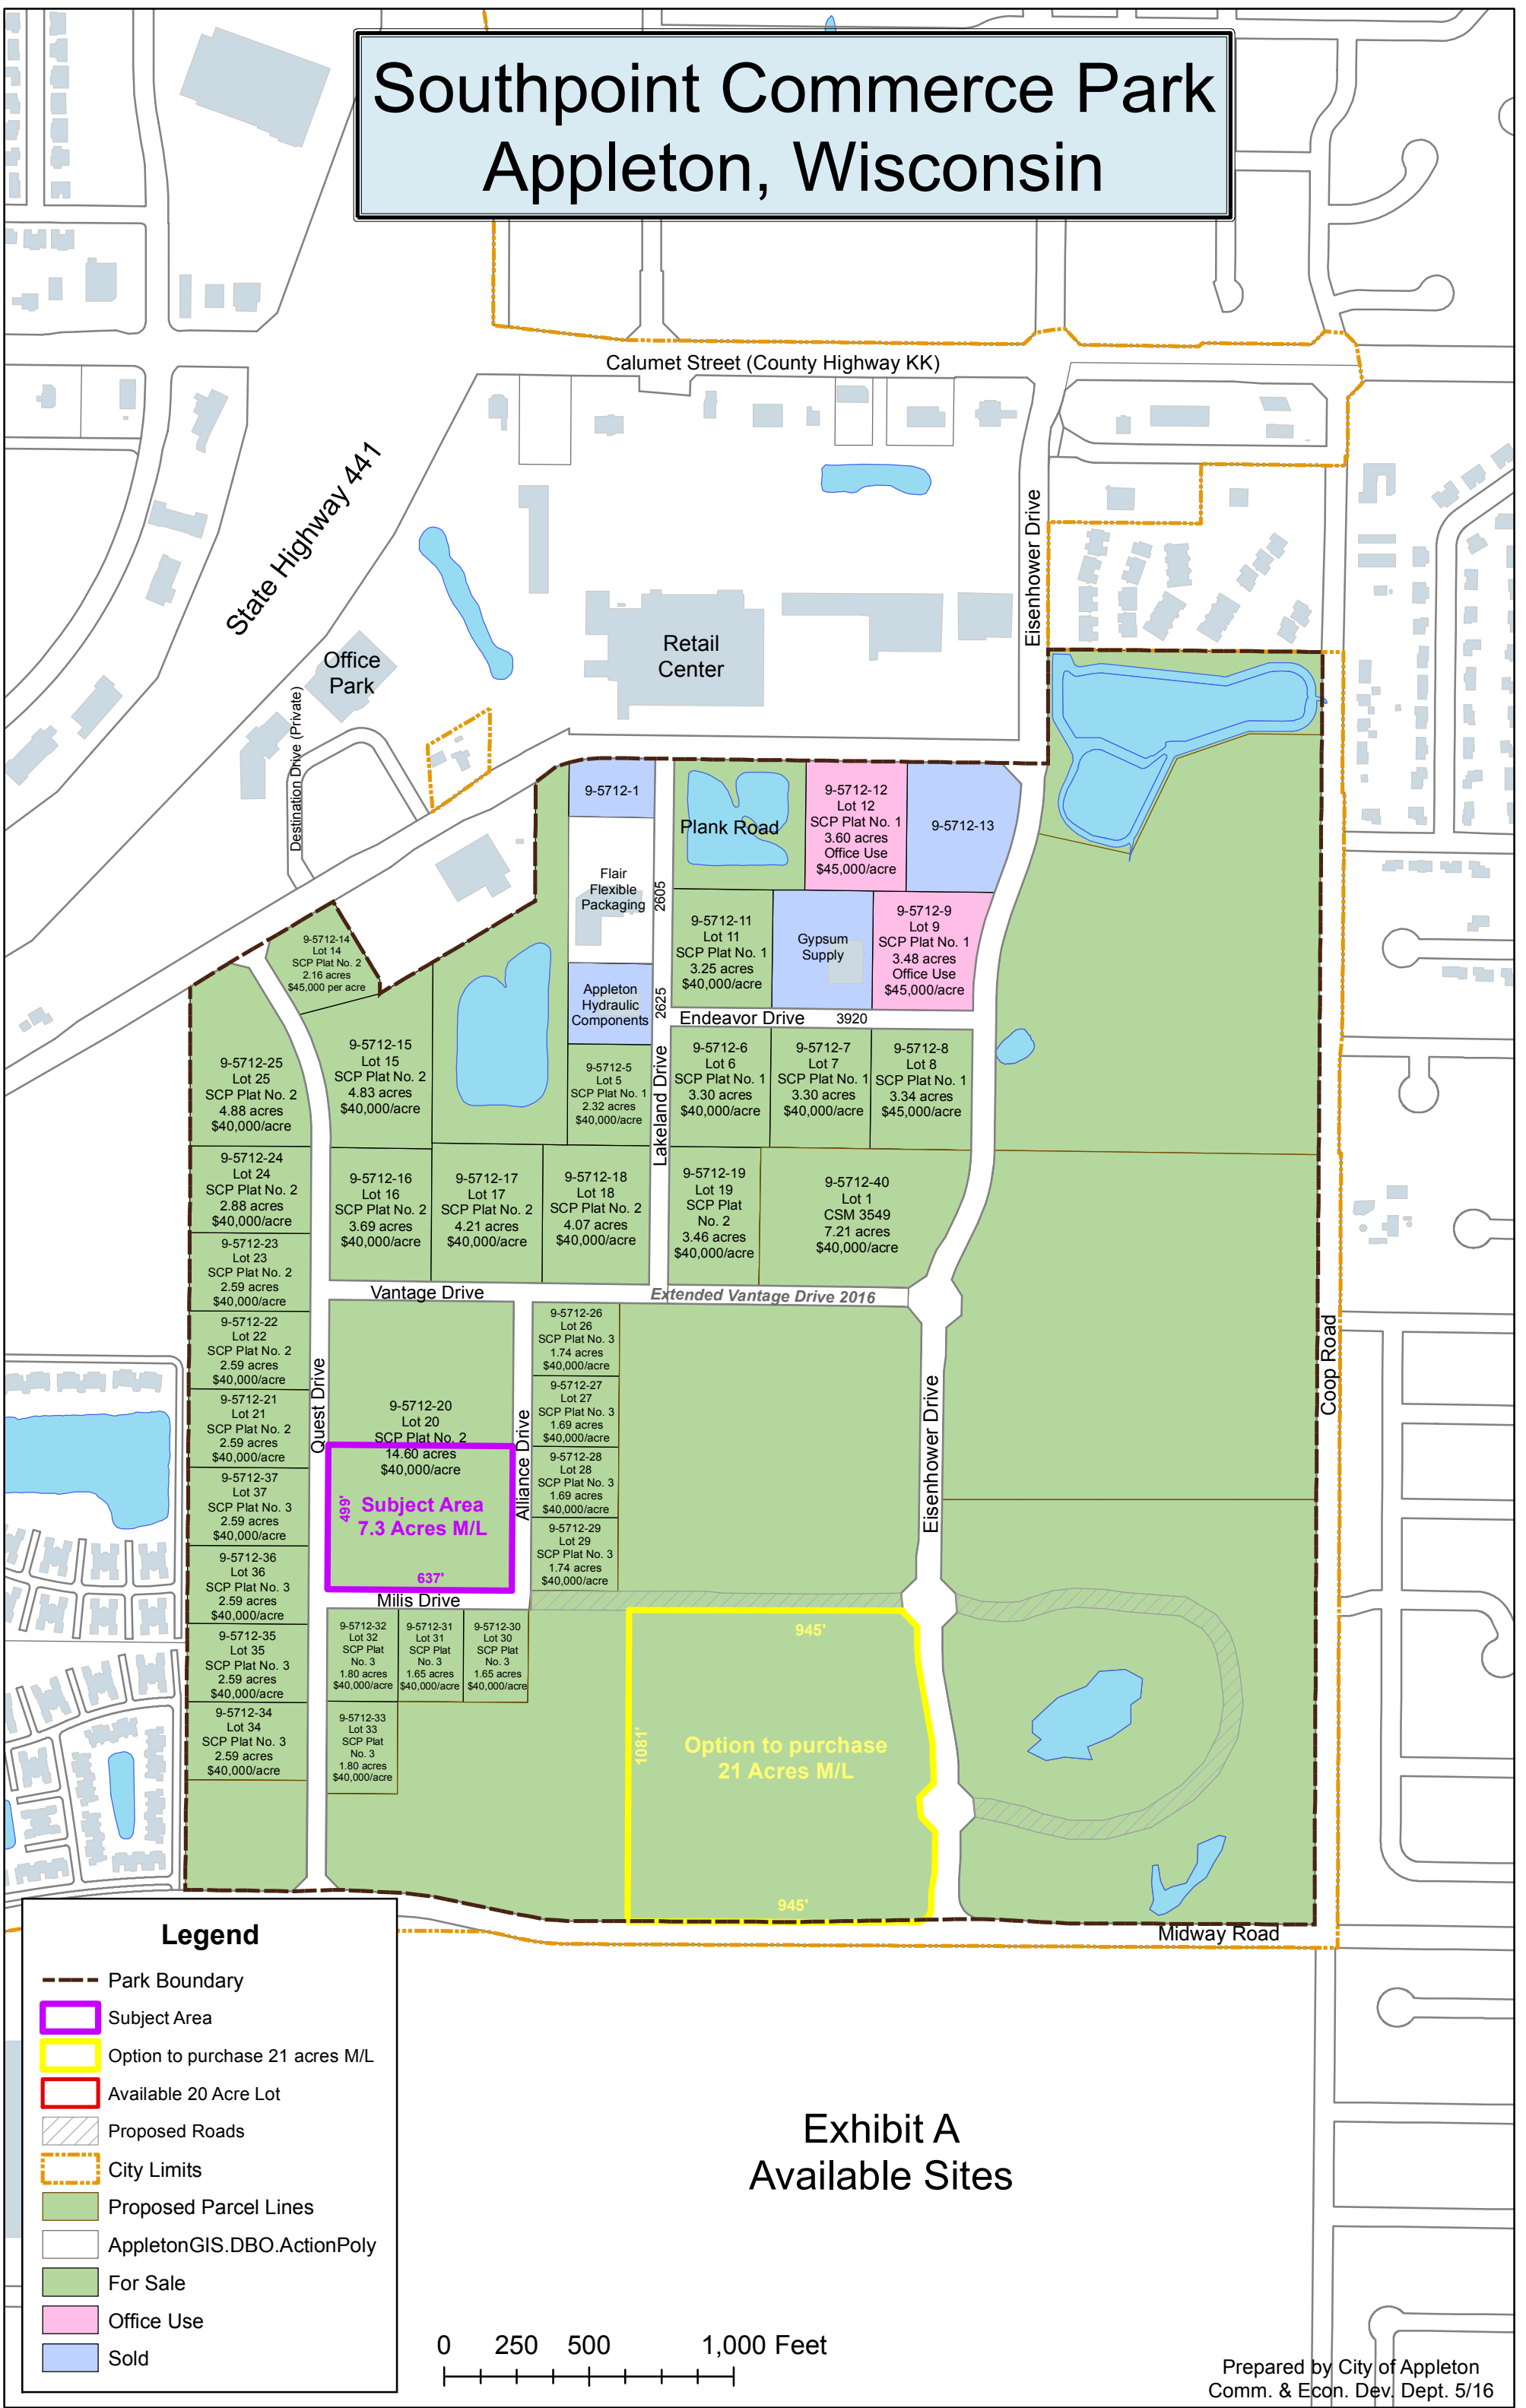 Southpoint Commerce Park
Appleton, Wisconsin
Calumet Street (County Highway KK)
State Highway 441
Eisenhower Drive
Office
Park
Retail
Center
Destination Drive (Private)
9-5712-1
Plank Road
9-5712-12
Lot 12
SCP Plat No. 1
3.60 acres
Office Use
$45,000/acre
9-5712-13
Flair
Flexible
Packaging
2605
9-5712-11
Lot 11
SCP Plat No. 1
3.25 acres
$40,000/acre
Gypsum
Supply
9-5712-9
Lot 9
SCP Plat No. 1
3.48 acres
Office Use
$45,000/acre
9-5712-14
Lot 14
SCP Plat No. 2
2.16 acres
$45,000 per acre
Appleton
Hydraulic
Components
2625
Endeavor Drive
3920
9-5712-25
Lot 25
SCP Plat No. 2
4.88 acres
$40,000/acre
9-5712-15
Lot 15
SCP Plat No. 2
4.83 acres
$40,000/acre
9-5712-5
Lot 5
SCP Plat No. 1
2.32 acres
$40,000/acre
Lakeland Drive
9-5712-6
Lot 6
SCP Plat No. 1
3.30 acres
$40,000/acre
9-5712-7
Lot 7
SCP Plat No. 1
3.30 acres
$40,000/acre
9-5712-8
Lot 8
SCP Plat No. 1
3.34 acres
$45,000/acre
9-5712-24
Lot 24
SCP Plat No. 2
2.88 acres
$40,000/acre
9-5712-16
Lot 16
SCP Plat No. 2
3.69 acres
$40,000/acre
9-5712-17
Lot 17
SCP Plat No. 2
4.21 acres
$40,000/acre
9-5712-18
Lot 18
SCP Plat No. 2
4.07 acres
$40,000/acre
9-5712-19
Lot 19
SCP Plat
No. 2
3.46 acres
$40,000/acre
9-5712-40
Lot 1
CSM 3549
7.21 acres
$40,000/acre
9-5712-23
Lot 23
SCP Plat No. 2
2.59 acres
$40,000/acre
Vantage Drive
Extended Vantage Drive 2016
9-5712-22
Lot 22
SCP Plat No. 2
2.59 acres
$40,000/acre
9-5712-26
Lot 26
SCP Plat No. 3
1.74 acres
$40,000/acre
Quest Drive
9-5712-21
Lot 21
SCP Plat No. 2
2.59 acres
$40,000/acre
9-5712-20
Lot 20
SCP Plat No. 2
14.60 acres
$40,000/acre
Alliance Drive
9-5712-27
Lot 27
SCP Plat No. 3
1.69 acres
$40,000/acre
Eisenhower Drive
Coop Road
9-5712-37
Lot 37
SCP Plat No. 3
2.59 acres
$40,000/acre
499'
Subject Area
7.3 Acres M/L
637'
9-5712-28
Lot 28
SCP Plat No. 3
1.69 acres
$40,000/acre
9-5712-29
Lot 29
SCP Plat No. 3
1.74 acres
$40,000/acre
9-5712-36
Lot 36
SCP Plat No. 3
2.59 acres
$40,000/acre
Milis Drive
9-5712-35
Lot 35
SCP Plat No. 3
2.59 acres
$40,000/acre
9-5712-32
Lot 32
SCP Plat
No. 3
1.80 acres
$40,000/acre
9-5712-31
Lot 31
SCP Plat
No. 3
1.65 acres
$40,000/acre
9-5712-30
Lot 30
SCP Plat
No. 3
1.65 acres
$40,000/acre
945'
9-5712-34
Lot 34
SCP Plat No. 3
2.59 acres
$40,000/acre
9-5712-33
Lot 33
SCP Plat
No. 3
1.80 acres
$40,000/acre
1081'
Option to purchase
21 Acres M/L
945'
Midway Road
Legend
Park Boundary
Subject Area
Option to purchase 21 acres M/L
Available 20 Acre Lot
Proposed Roads
City Limits
Proposed Parcel Lines
AppletonGIS.DBO.ActionPoly
For Sale
Office Use
Sold
Exhibit A
Available Sites
0 250 500 1,000 Feet
Prepared by City of Appleton
Comm. & Econ. Dev. Dept. 5/16